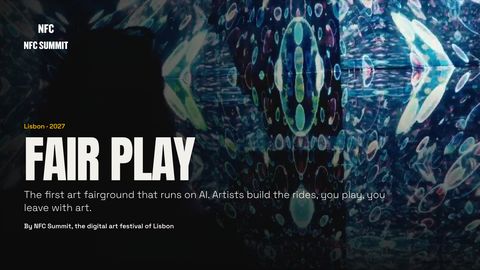 NFC
NFC SUMMIT
Lisbon · 2027
FAIR PLAY
The first art fairground that runs on AI. Artists build the rides, you play, you
leave with art.
By NFC Summit, the digital art festival of Lisbon